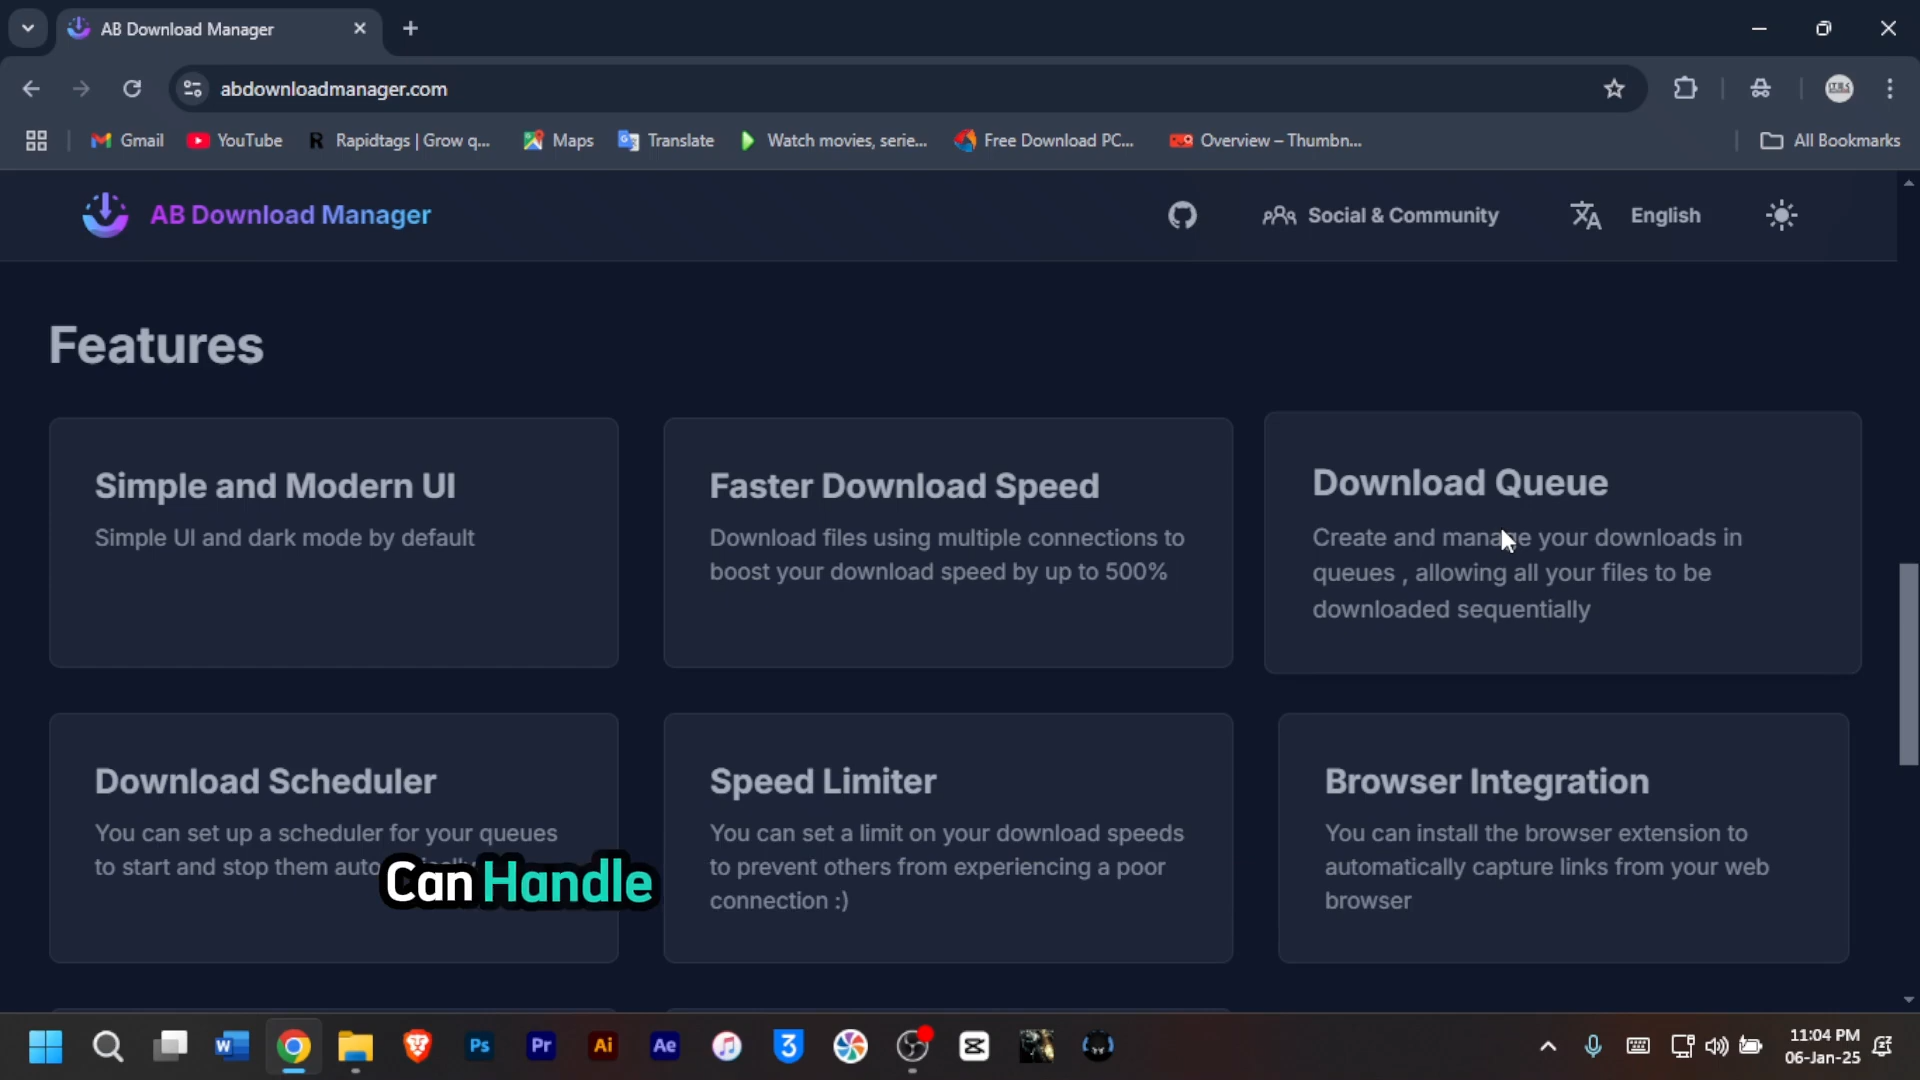 AB Download Manager
abdownloadmanager.com
Gmail
YouTube
Rapidtags | Grow q...
Maps
Translate
Watch movies, serie...
Free Download PC...
Overview – Thumbn...
All Bookmarks
AB Download Manager
Social & Community
English
Features
Simple and Modern UI
Simple UI and dark mode by default
Faster Download Speed
Download files using multiple connections to
boost your download speed by up to 500%
Download Queue
Create and manage your downloads in
queues , allowing all your files to be
downloaded sequentially
Download Scheduler
You can set up a scheduler for your queues
to start and stop them
Can Handle
Speed Limiter
You can set a limit on your download speeds
to prevent others from experiencing a poor
connection :)
Browser Integration
You can install the browser extension to
automatically capture links from your web
browser
W
Ps
Pr
Ai
Ae
3
11:04 PM
06-Jan-25